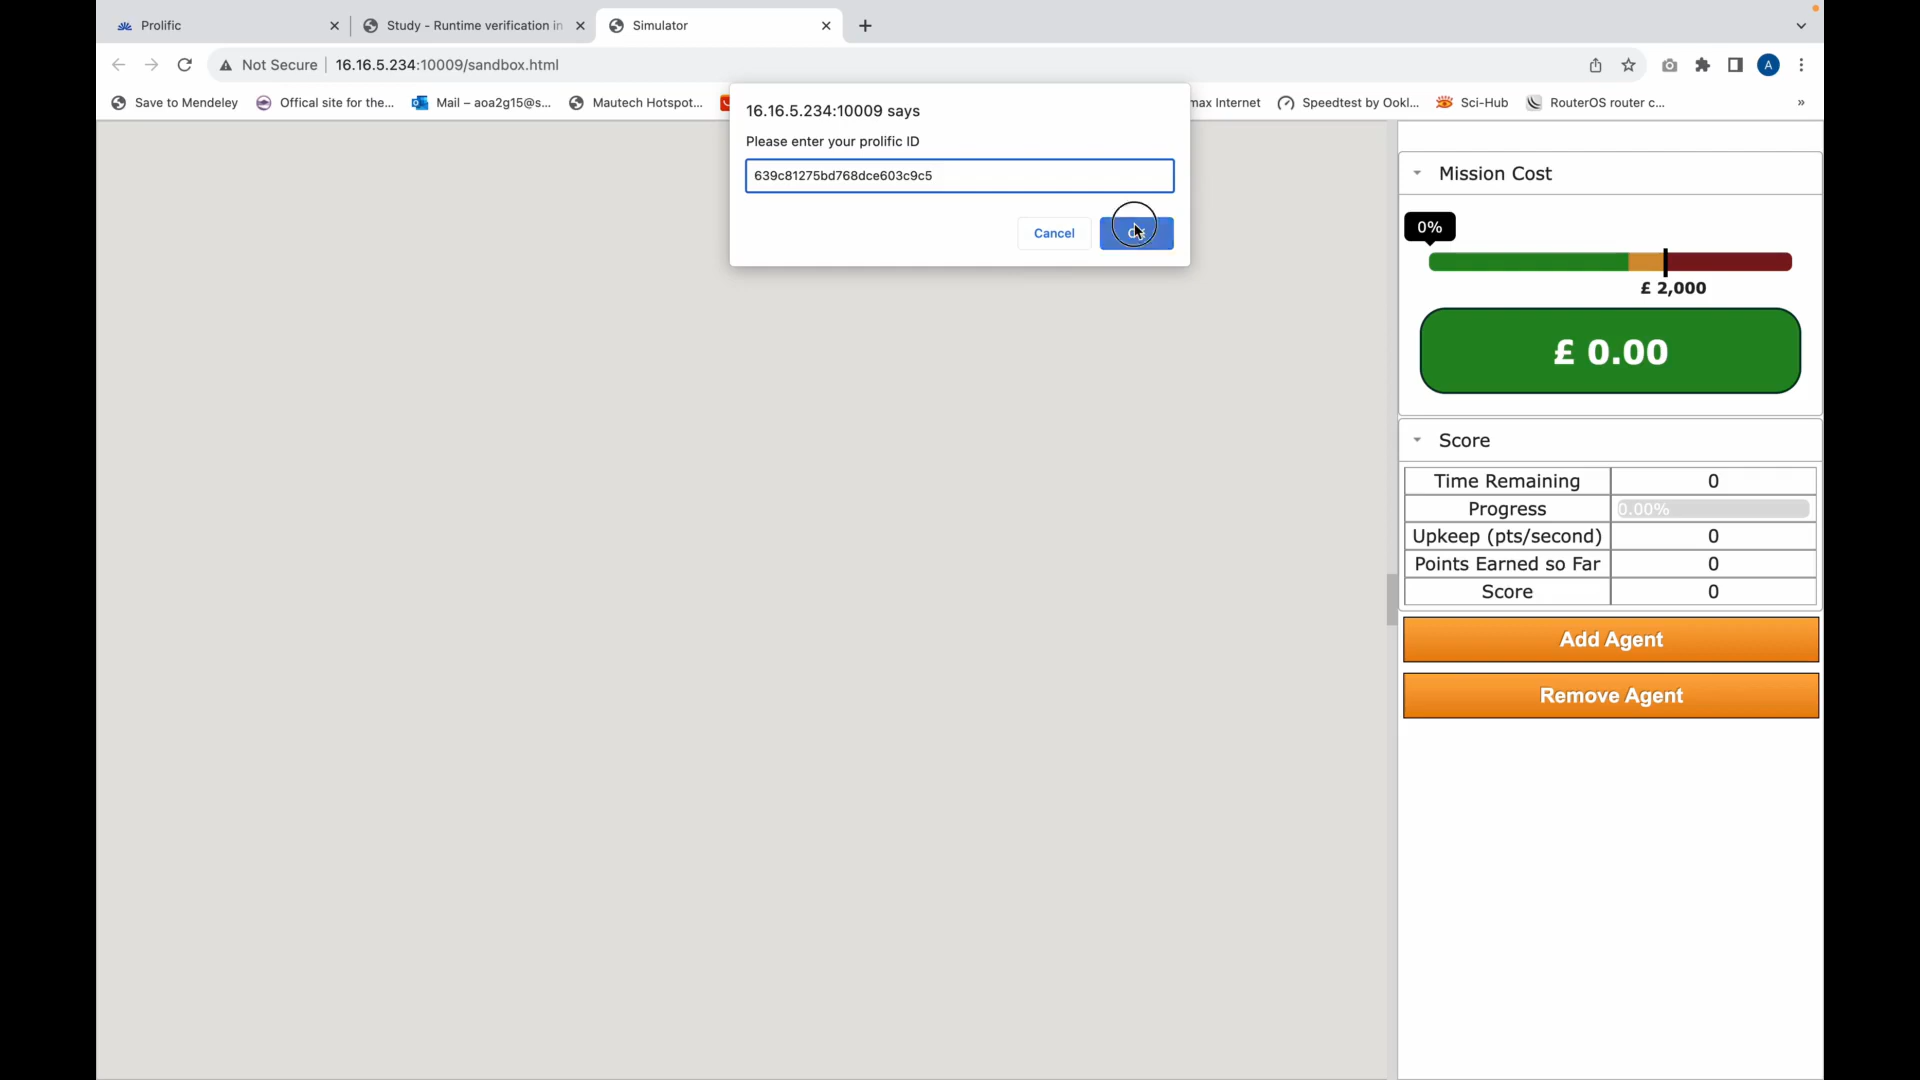 Prolific
Study - Runtime verification in
Simulator
Not Secure
16.16.5.234:10009/sandbox.html
A
Save to Mendeley
Offical site for the...
Mail – aoa2g15@s...
Mautech Hotspot...
max Internet
Speedtest by Ookl...
Sci-Hub
RouterOS router c...
»
16.16.5.234:10009 says
Please enter your prolific ID
639c81275bd768dce603c9c5
Cancel
Mission Cost
0%
£ 2,000
£ 0.00
Score
Time Remaining 0
Progress 0.00%
Upkeep (pts/second) 0
Points Earned so Far 0
Score 0
Add Agent
Remove Agent